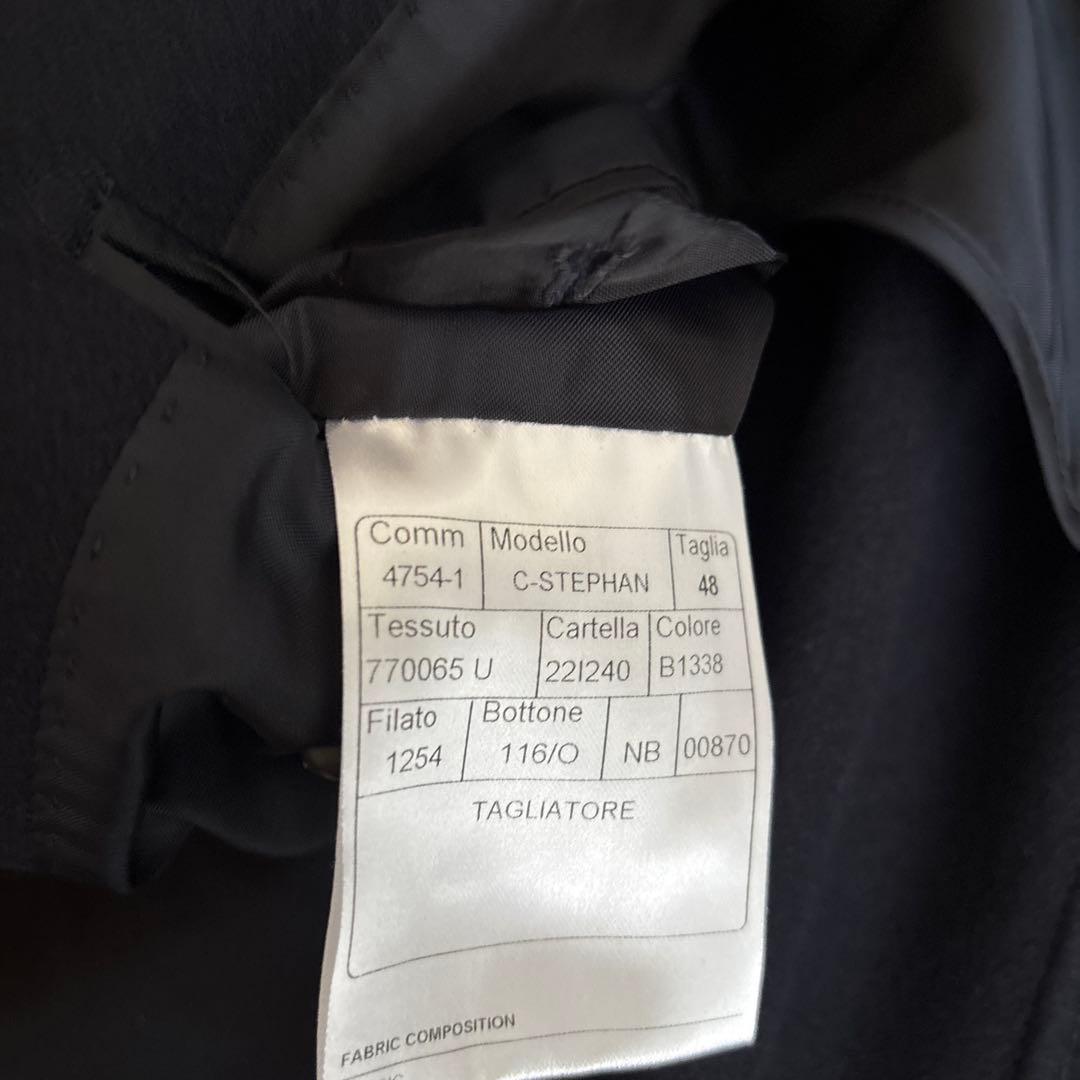 Comm Modello Taglia
4754-1 C-STEPHAN 48
Tessuto Cartella Colore
770065 U 22I240 B1338
Filato Bottone
1254 116/O NB 00870
TAGLIATORE
FABRIC COMPOSITION